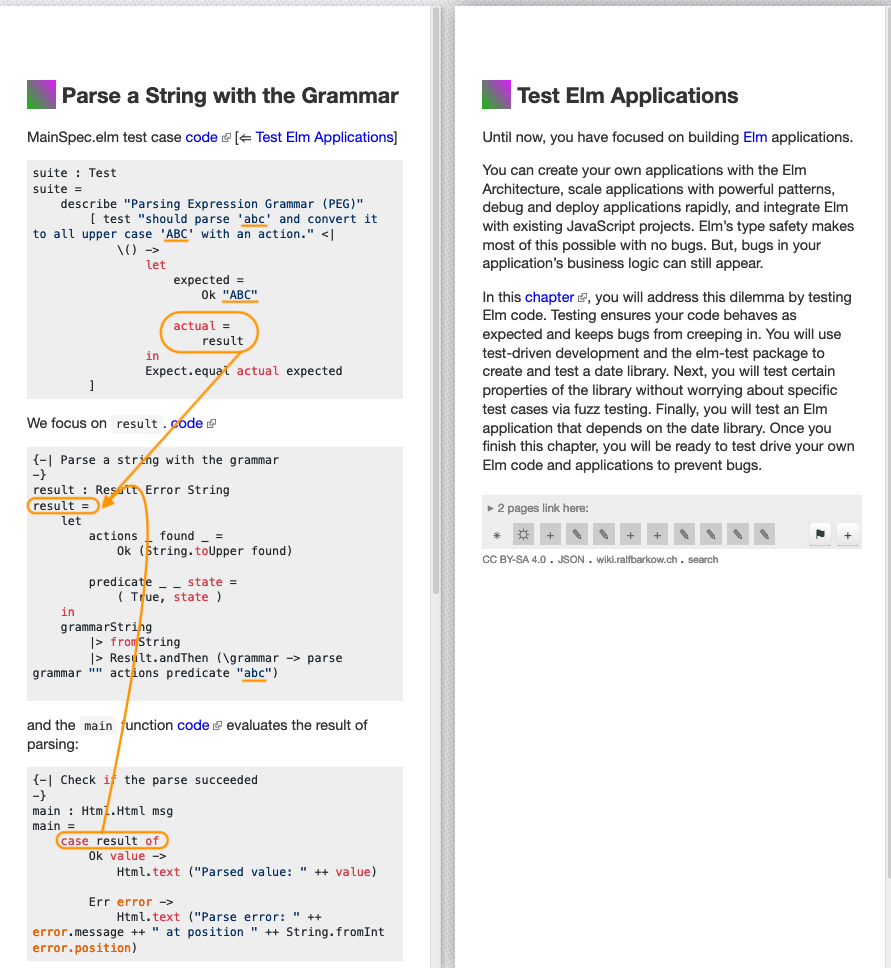 Parse a String with the Grammar
MainSpec.elm test case code [⇐ Test Elm Applications]
suite : Test
suite =
    describe "Parsing Expression Grammar (PEG)"
        [ test "should parse 'abc' and convert it
to all upper case 'ABC' with an action." <|
            \() ->
                let
                    expected =
                        Ok "ABC"

                    actual =
                        result
                in
                Expect.equal actual expected
        ]
We focus on result . code
{-| Parse a string with the grammar
-}
result : Result Error String
result =
    let
        actions _ found _ =
            Ok (String.toUpper found)

        predicate _ _ state =
            ( True, state )
    in
    grammarString
        |> fromString
        |> Result.andThen (\grammar -> parse
grammar "" actions predicate "abc")
and the main function code evaluates the result of
parsing:
{-| Check if the parse succeeded
-}
main : Html.Html msg
main =
    case result of
        Ok value ->
            Html.text ("Parsed value: " ++ value)

        Err error ->
            Html.text ("Parse error: " ++
error.message ++ " at position " ++ String.fromInt
error.position)
Test Elm Applications
Until now, you have focused on building Elm applications.
You can create your own applications with the Elm
Architecture, scale applications with powerful patterns,
debug and deploy applications rapidly, and integrate Elm
with existing JavaScript projects. Elm’s type safety makes
most of this possible with no bugs. But, bugs in your
application’s business logic can still appear.
In this chapter, you will address this dilemma by testing
Elm code. Testing ensures your code behaves as
expected and keeps bugs from creeping in. You will use
test-driven development and the elm-test package to
create and test a date library. Next, you will test certain
properties of the library without worrying about specific
test cases via fuzz testing. Finally, you will test an Elm
application that depends on the date library. Once you
finish this chapter, you will be ready to test drive your own
Elm code and applications to prevent bugs.
▸ 2 pages link here:
CC BY-SA 4.0 . JSON . wiki.ralfbarkow.ch . search